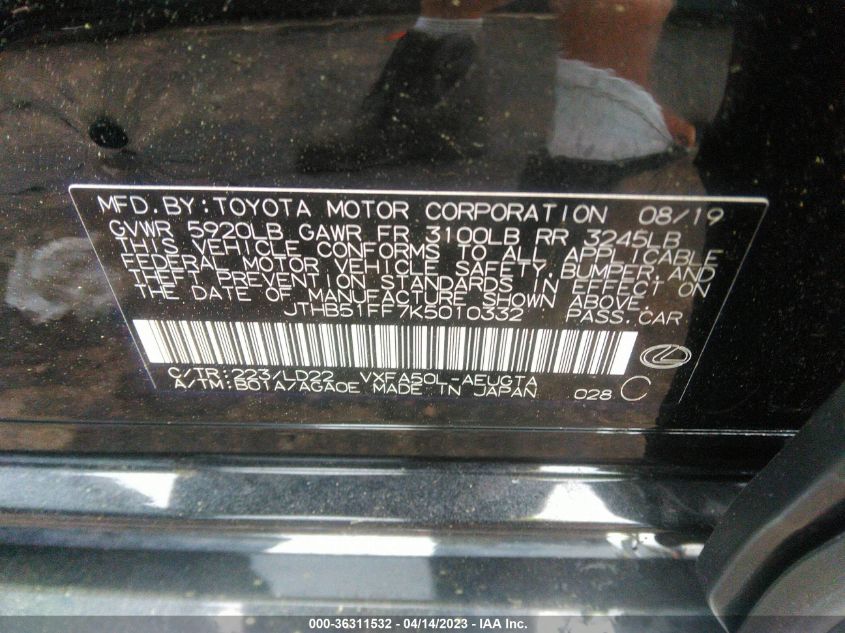 MFD. BY: TOYOTA MOTOR CORPORATION 08/19
GVWR 5920LB GAWR FR 3100LB RR 3245LB
THIS VEHICLE CONFORMS TO ALL APPLICABLE
FEDERAL MOTOR VEHICLE SAFETY, BUMPER, AND
THEFT PREVENTION STANDARDS IN EFFECT ON
THE DATE OF MANUFACTURE SHOWN ABOVE.
JTHB51FF7K5010332 PASS. CAR
C/TR: 223/LD22 VXFA50L-AEUGTA
A/TM: B01A/AGA0E MADE IN JAPAN 028 C
000-36311532 - 04/14/2023 - IAA Inc.